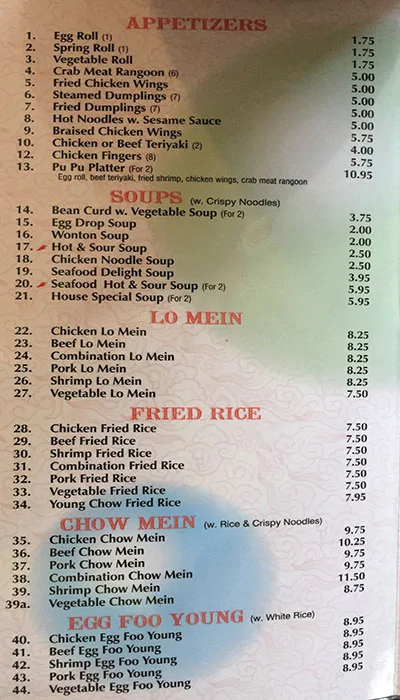 APPETIZERS
1. Egg Roll (1) 1.75
2. Spring Roll (1) 1.75
3. Vegetable Roll 1.75
4. Crab Meat Rangoon (6) 5.00
5. Fried Chicken Wings 5.00
6. Steamed Dumplings (7) 5.00
7. Fried Dumplings (7) 5.00
8. Hot Noodles w. Sesame Sauce 5.00
9. Braised Chicken Wings 5.75
10. Chicken or Beef Teriyaki (2) 4.00
12. Chicken Fingers (8) 5.75
13. Pu Pu Platter (For 2) 10.95
Egg roll, beef teriyaki, fried shrimp, chicken wings, crab meat rangoon
SOUPS (w. Crispy Noodles)
14. Bean Curd w. Vegetable Soup (For 2) 3.75
15. Egg Drop Soup 2.00
16. Wonton Soup 2.00
17. Hot & Sour Soup 2.50
18. Chicken Noodle Soup 2.50
19. Seafood Delight Soup 3.95
20. Seafood Hot & Sour Soup (For 2) 5.95
21. House Special Soup (For 2) 5.95
LO MEIN
22. Chicken Lo Mein 8.25
23. Beef Lo Mein 8.25
24. Combination Lo Mein 8.25
25. Pork Lo Mein 8.25
26. Shrimp Lo Mein 8.25
27. Vegetable Lo Mein 7.50
FRIED RICE
28. Chicken Fried Rice 7.50
29. Beef Fried Rice 7.50
30. Shrimp Fried Rice 7.50
31. Combination Fried Rice 7.50
32. Pork Fried Rice 7.50
33. Vegetable Fried Rice 7.50
34. Young Chow Fried Rice 7.95
CHOW MEIN (w. Rice & Crispy Noodles)
35. Chicken Chow Mein 9.75
36. Beef Chow Mein 10.25
37. Pork Chow Mein 9.75
38. Combination Chow Mein 11.50
39. Shrimp Chow Mein 8.75
39a. Vegetable Chow Mein
EGG FOO YOUNG (w. White Rice)
40. Chicken Egg Foo Young 8.95
41. Beef Egg Foo Young 8.95
42. Shrimp Egg Foo Young 8.95
43. Pork Egg Foo Young 8.95
44. Vegetable Egg Foo Young 8.95